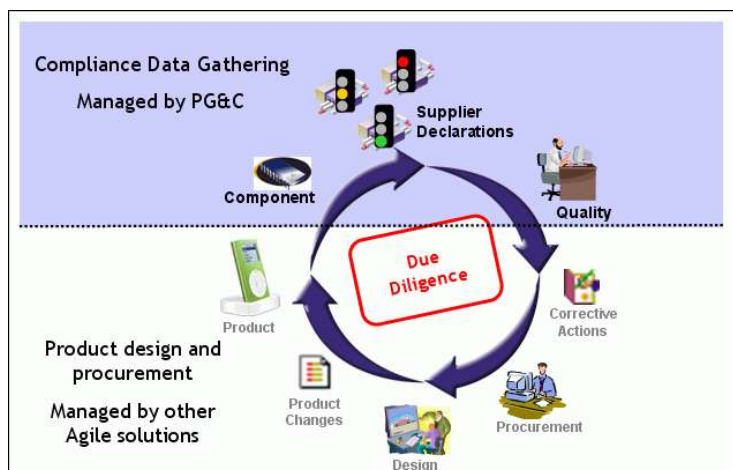 Compliance Data Gathering
Managed by PG&C
Supplier
Declarations
Component
Quality
Due
Diligence
Product
Corrective
Actions
Product design and
procurement
Managed by other
Agile solutions
Product
Changes
Procurement
Design